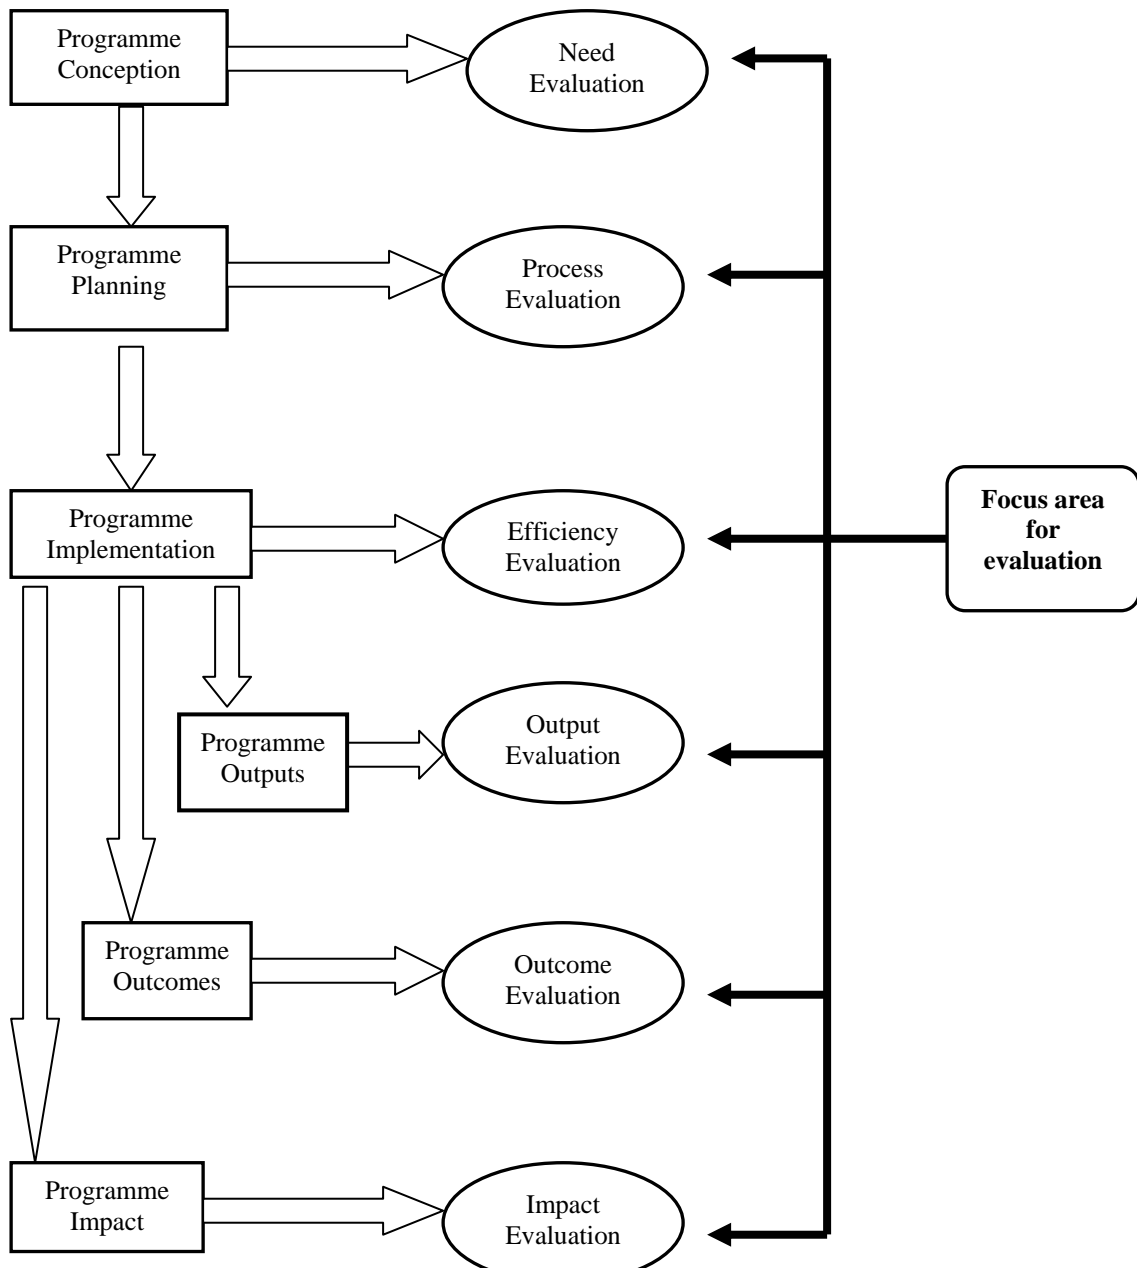 Programme
Conception
Need
Evaluation
Programme
Planning
Process
Evaluation
Programme
Implementation
Efficiency
Evaluation
Focus area
for
evaluation
Programme
Outputs
Output
Evaluation
Programme
Outcomes
Outcome
Evaluation
Programme
Impact
Impact
Evaluation